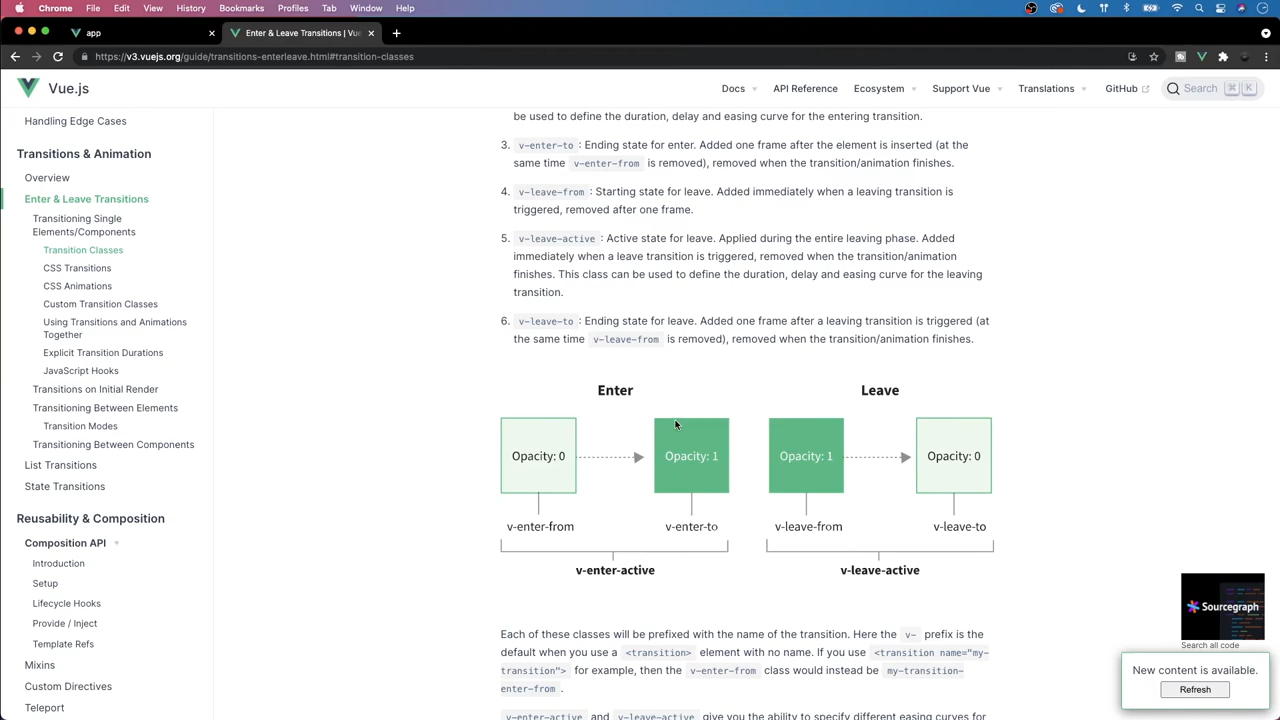 Chrome File Edit View History Bookmarks Profiles Tab Window Help
app
Enter & Leave Transitions | Vue
https://v3.vuejs.org/guide/transitions-enterleave.html#transition-classes
Vue.js
Docs API Reference Ecosystem Support Vue Translations GitHub Search ⌘ K
Handling Edge Cases
Transitions & Animation
Overview
Enter & Leave Transitions
Transitioning Single
Elements/Components
Transition Classes
CSS Transitions
CSS Animations
Custom Transition Classes
Using Transitions and Animations
Together
Explicit Transition Durations
JavaScript Hooks
Transitions on Initial Render
Transitioning Between Elements
Transition Modes
Transitioning Between Components
List Transitions
State Transitions
Reusability & Composition
Composition API
Introduction
Setup
Lifecycle Hooks
Provide / Inject
Template Refs
Mixins
Custom Directives
Teleport
be used to define the duration, delay and easing curve for the entering transition.
3. v-enter-to : Ending state for enter. Added one frame after the element is inserted (at the
same time v-enter-from is removed), removed when the transition/animation finishes.
4. v-leave-from : Starting state for leave. Added immediately when a leaving transition is
triggered, removed after one frame.
5. v-leave-active : Active state for leave. Applied during the entire leaving phase. Added
immediately when a leave transition is triggered, removed when the transition/animation
finishes. This class can be used to define the duration, delay and easing curve for the leaving
transition.
6. v-leave-to : Ending state for leave. Added one frame after a leaving transition is triggered (at
the same time v-leave-from is removed), removed when the transition/animation finishes.
Enter Leave
Opacity: 0 Opacity: 1 Opacity: 1 Opacity: 0
v-enter-from v-enter-to v-leave-from v-leave-to
v-enter-active v-leave-active
Each of these classes will be prefixed with the name of the transition. Here the v- prefix is the
default when you use a <transition> element with no name. If you use <transition name="my-
transition"> for example, then the v-enter-from class would instead be my-transition-
enter-from .
v-enter-active and v-leave-active give you the ability to specify different easing curves for
Sourcegraph
Search all code
New content is available.
Refresh